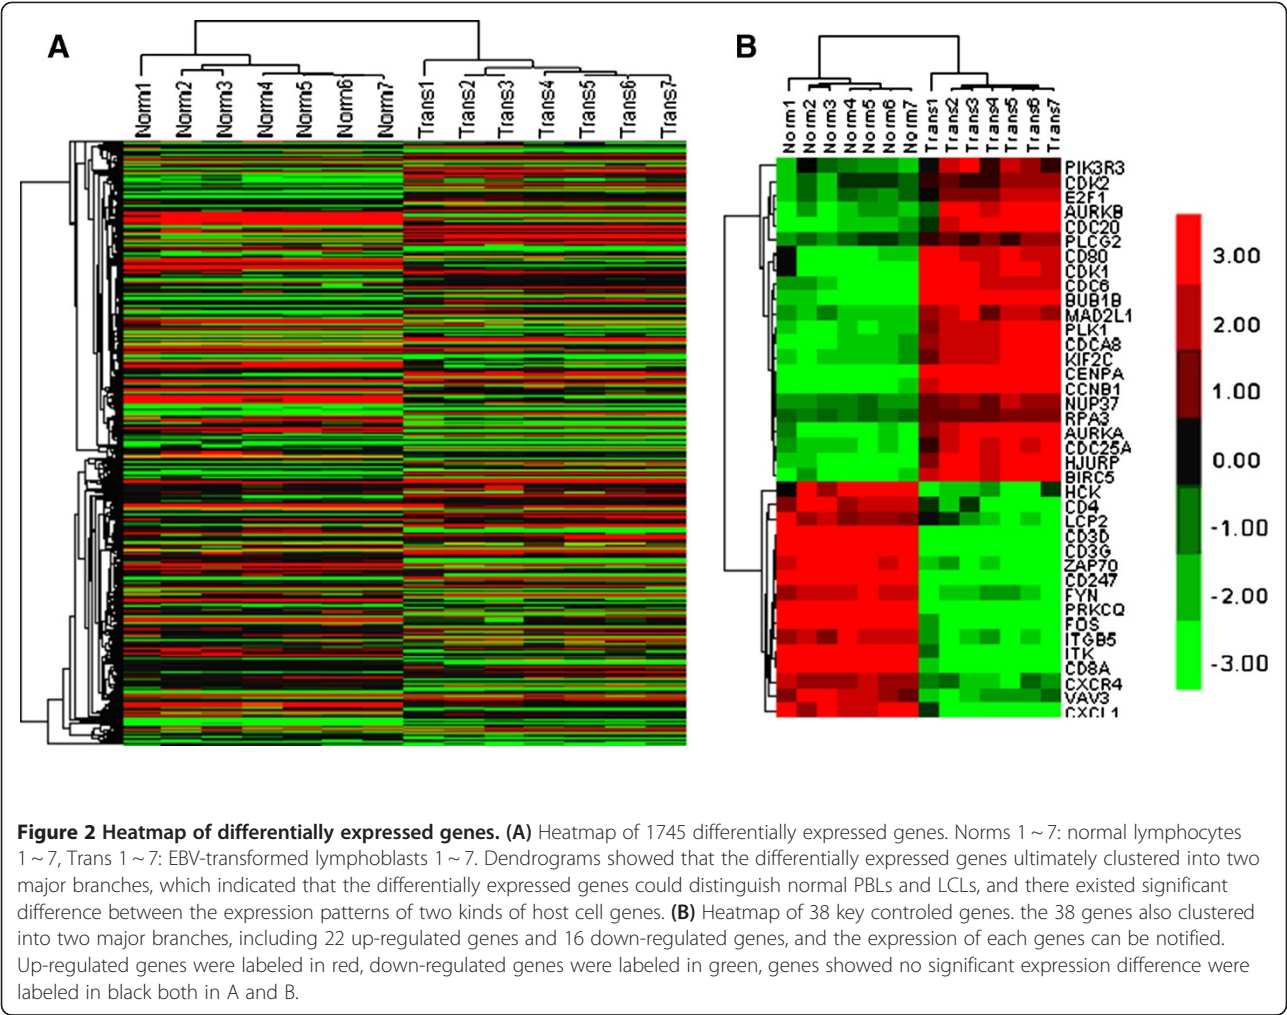 A
B
Norm1 Norm2 Norm3 Norm4 Norm5 Norm6 Norm7 Trans1 Trans2 Trans3 Trans4 Trans5 Trans6 Trans7
Norm1 Norm2 Norm3 Norm4 Norm5 Norm6 Norm7 Trans1 Trans2 Trans3 Trans4 Trans5 Trans6 Trans7
PIK3R3
CDK2
E2F1
AURKB
CDC20
PLCG2
CD80
CDK1
CDC6
BUB1B
MAD2L1
PLK1
CDCA8
KIF2C
CENPA
CCNB1
NUP37
RPA3
AURKA
CDC25A
HJURP
BIRC5
HCK
CD4
LCP2
CD3D
CD3G
ZAP70
CD247
FYN
PRKCQ
FOS
ITGB5
ITK
CD8A
CXCR4
VAV3
CXCL1
3.00
2.00
1.00
0.00
-1.00
-2.00
-3.00
Figure 2 Heatmap of differentially expressed genes. (A) Heatmap of 1745 differentially expressed genes. Norms 1 ~ 7: normal lymphocytes
1 ~ 7, Trans 1 ~ 7: EBV-transformed lymphoblasts 1 ~ 7. Dendrograms showed that the differentially expressed genes ultimately clustered into two
major branches, which indicated that the differentially expressed genes could distinguish normal PBLs and LCLs, and there existed significant
difference between the expression patterns of two kinds of host cell genes. (B) Heatmap of 38 key controled genes. the 38 genes also clustered
into two major branches, including 22 up-regulated genes and 16 down-regulated genes, and the expression of each genes can be notified.
Up-regulated genes were labeled in red, down-regulated genes were labeled in green, genes showed no significant expression difference were
labeled in black both in A and B.